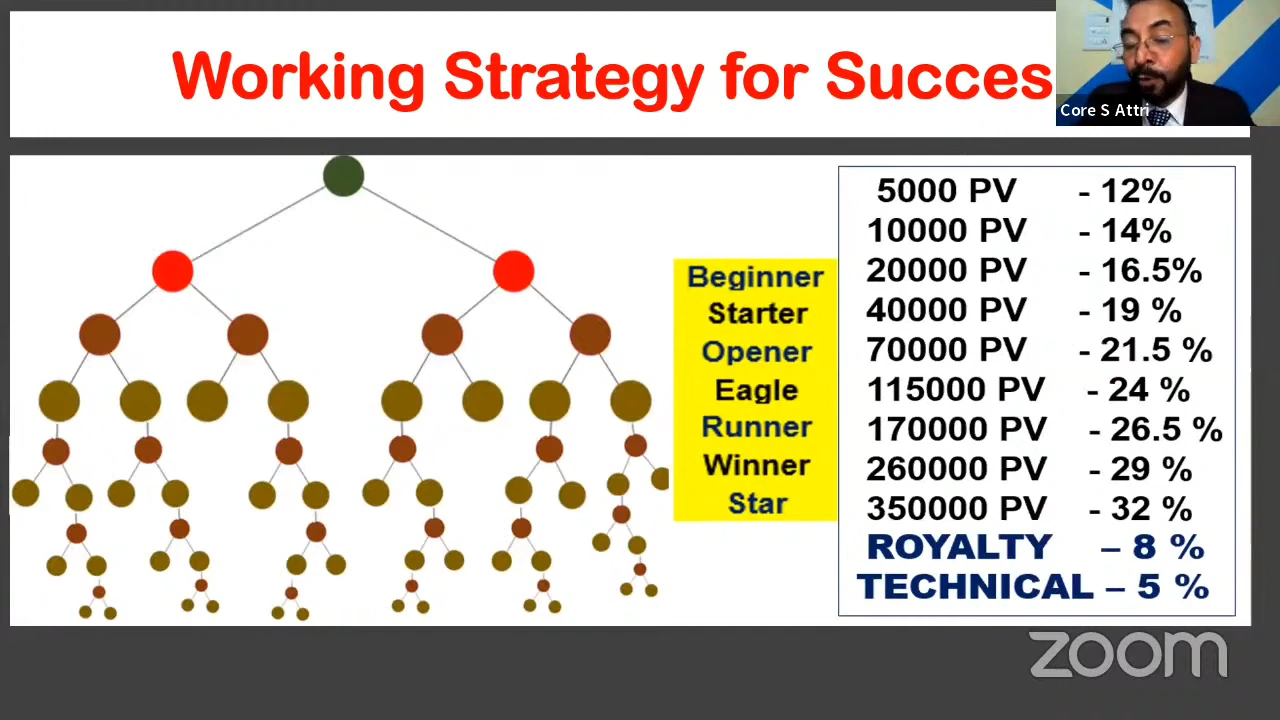 Working Strategy for Succes
Core S Attri
Beginner
Starter
Opener
Eagle
Runner
Winner
Star
5000 PV - 12%
10000 PV - 14%
20000 PV - 16.5%
40000 PV - 19 %
70000 PV - 21.5 %
115000 PV - 24 %
170000 PV - 26.5 %
260000 PV - 29 %
350000 PV - 32 %
ROYALTY – 8 %
TECHNICAL – 5 %
zoom